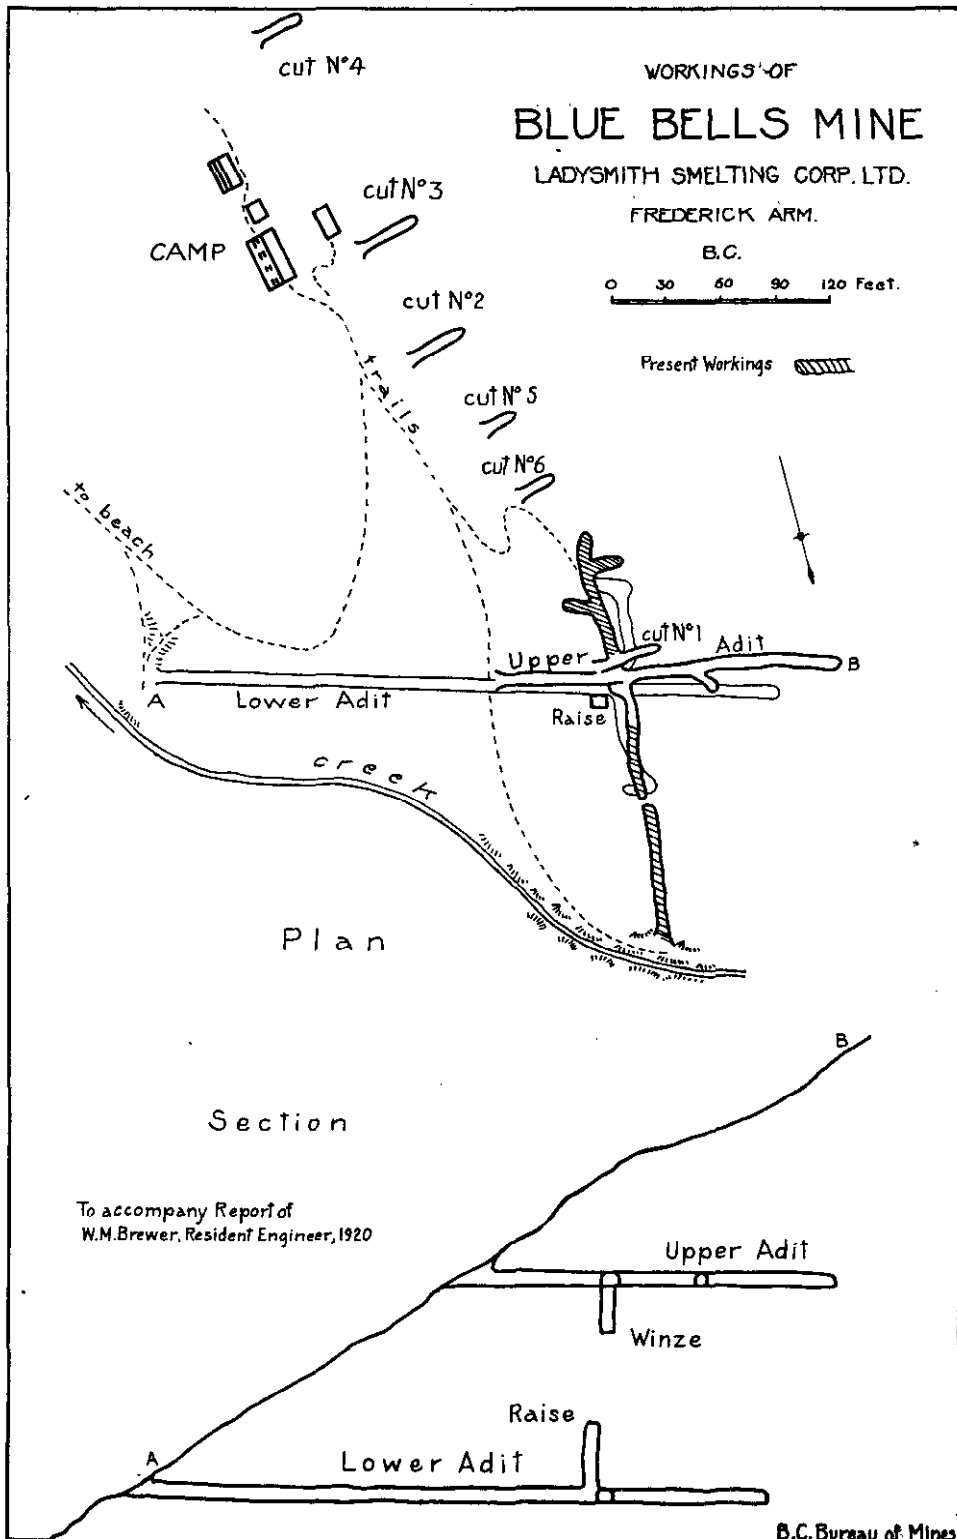 WORKINGS OF
BLUE BELLS MINE
LADYSMITH SMELTING CORP. LTD.
FREDERICK ARM.
B.C.
0 30 60 90 120 Feet.
Present Workings
cut Nº4
cut Nº3
CAMP
cut Nº2
trails
cut Nº5
cut Nº6
to beach
cut Nº1
Upper Adit
B
A
Lower Adit
Raise
creek
Plan
B
Section
To accompany Report of
W.M.Brewer, Resident Engineer, 1920
Upper Adit
Winze
Raise
A
Lower Adit
B.C. Bureau of Mines